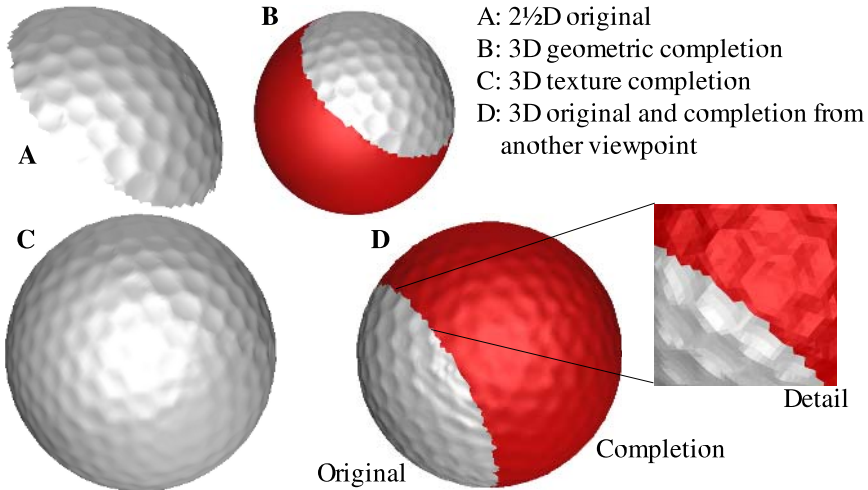 A
B
A: 2½D original
B: 3D geometric completion
C: 3D texture completion
D: 3D original and completion from
another viewpoint
C
D
Detail
Completion
Original